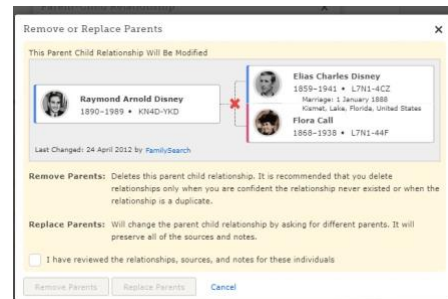 Parent-Child Relationship
Remove or Replace Parents
This Parent Child Relationship Will Be Modified
Raymond Arnold Disney
1890–1989 • KN4D-YKD
Elias Charles Disney
1859–1941 • L7N1-4CZ
Marriage: 1 January 1888
Kismet, Lake, Florida, United States
Flora Call
1868–1938 • L7N1-44F
Last Changed: 24 April 2012 by FamilySearch
Remove Parents: Deletes this parent child relationship. It is recommended that you delete
relationships only when you are confident the relationship never existed or when the
relationship is a duplicate.
Replace Parents: Will change the parent child relationship by asking for different parents. It will
preserve all of the sources and notes.
I have reviewed the relationships, sources, and notes for these individuals
Remove Parents Replace Parents Cancel